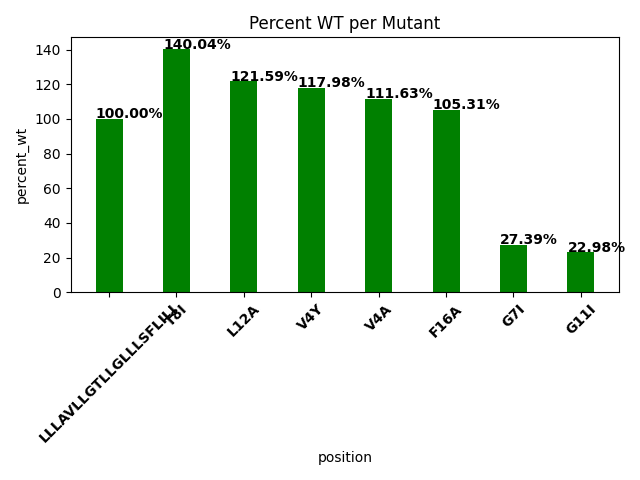 Percent WT per Mutant
percent_wt
140
120
100
80
60
40
20
0
100.00%
140.04%
121.59%
117.98%
111.63%
105.31%
27.39%
22.98%
T8I
L12A
V4Y
V4A
F16A
G7I
G11I
position